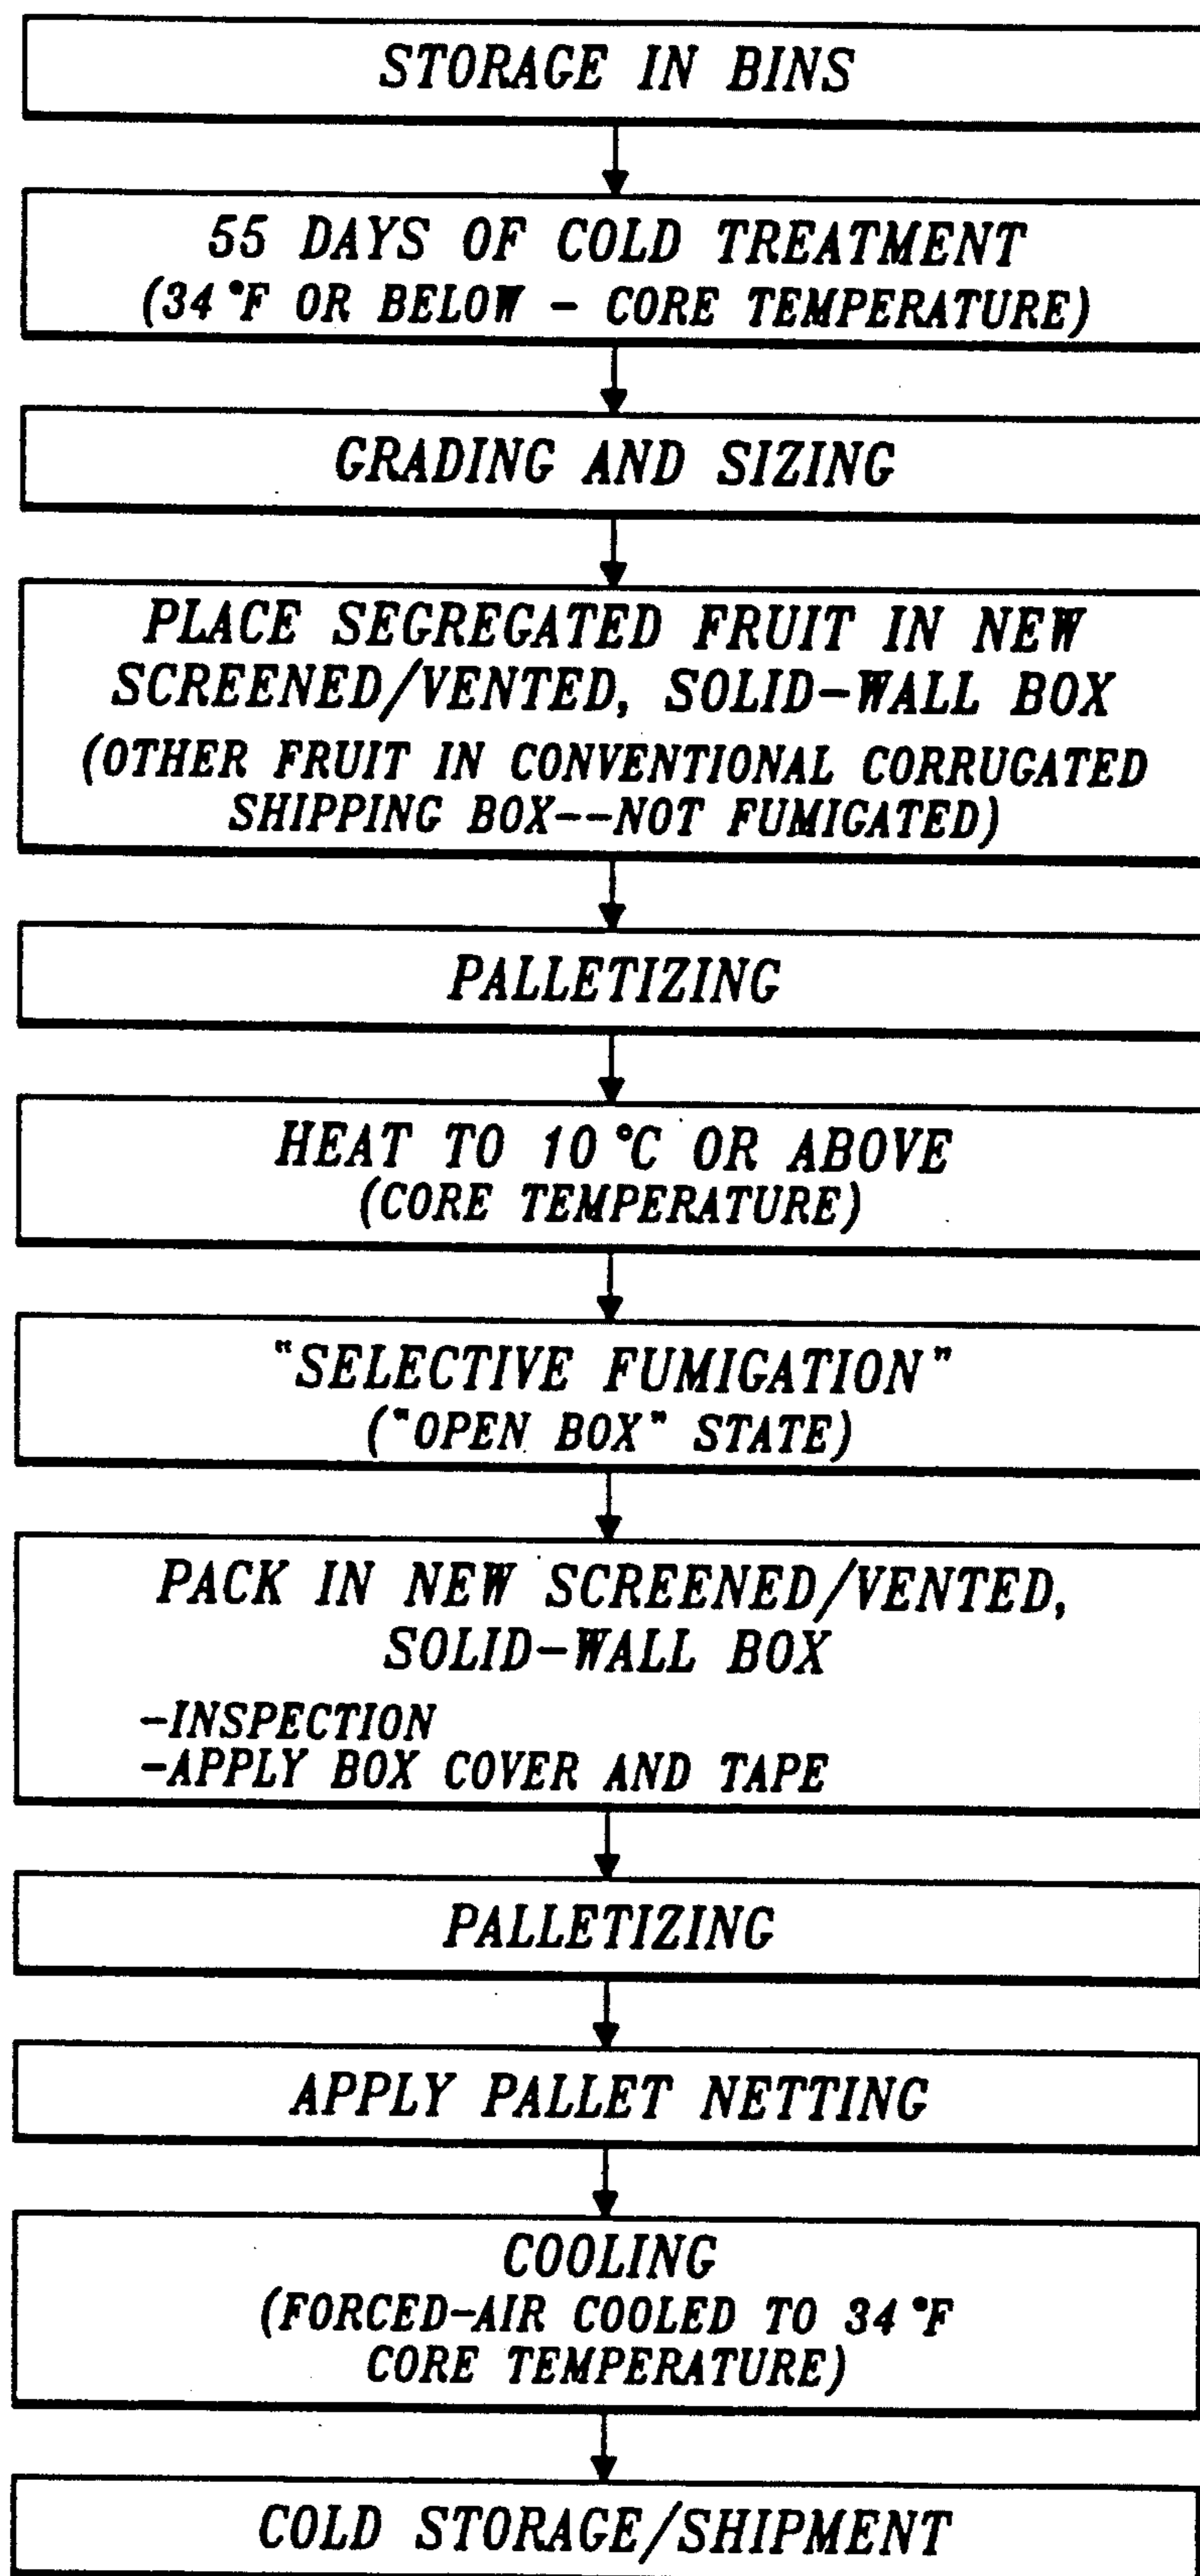 STORAGE IN BINS
55 DAYS OF COLD TREATMENT
(34°F OR BELOW - CORE TEMPERATURE)
GRADING AND SIZING
PLACE SEGREGATED FRUIT IN NEW
SCREENED/VENTED, SOLID-WALL BOX
(OTHER FRUIT IN CONVENTIONAL CORRUGATED
SHIPPING BOX--NOT FUMIGATED)
PALLETIZING
HEAT TO 10°C OR ABOVE
(CORE TEMPERATURE)
"SELECTIVE FUMIGATION"
("OPEN BOX" STATE)
PACK IN NEW SCREENED/VENTED,
SOLID-WALL BOX
-INSPECTION
-APPLY BOX COVER AND TAPE
PALLETIZING
APPLY PALLET NETTING
COOLING
(FORCED-AIR COOLED TO 34°F
CORE TEMPERATURE)
COLD STORAGE/SHIPMENT